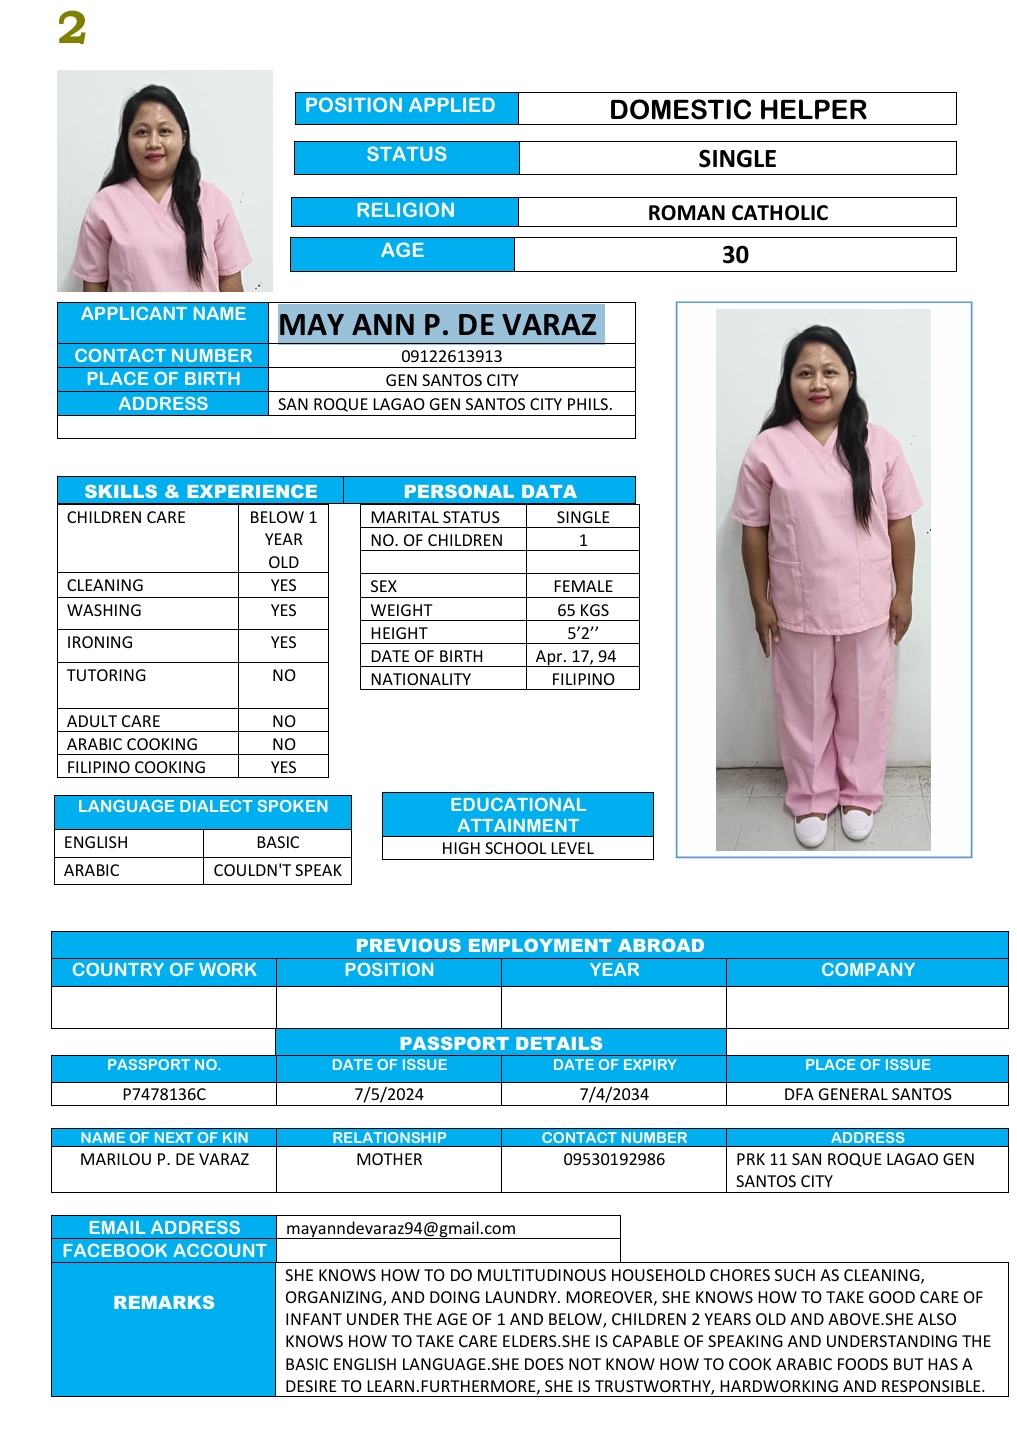 2
POSITION APPLIED DOMESTIC HELPER
STATUS SINGLE
RELIGION ROMAN CATHOLIC
AGE 30
APPLICANT NAME MAY ANN P. DE VARAZ
CONTACT NUMBER 09122613913
PLACE OF BIRTH GEN SANTOS CITY
ADDRESS SAN ROQUE LAGAO GEN SANTOS CITY PHILS.
SKILLS & EXPERIENCE
CHILDREN CARE BELOW 1
YEAR
OLD
CLEANING YES
WASHING YES
IRONING YES
TUTORING NO
ADULT CARE NO
ARABIC COOKING NO
FILIPINO COOKING YES
PERSONAL DATA
MARITAL STATUS SINGLE
NO. OF CHILDREN 1
SEX FEMALE
WEIGHT 65 KGS
HEIGHT 5’2’’
DATE OF BIRTH Apr. 17, 94
NATIONALITY FILIPINO
LANGUAGE DIALECT SPOKEN
ENGLISH BASIC
ARABIC COULDN'T SPEAK
EDUCATIONAL
ATTAINMENT
HIGH SCHOOL LEVEL
PREVIOUS EMPLOYMENT ABROAD
COUNTRY OF WORK POSITION YEAR COMPANY
PASSPORT DETAILS
PASSPORT NO. DATE OF ISSUE DATE OF EXPIRY PLACE OF ISSUE
P7478136C 7/5/2024 7/4/2034 DFA GENERAL SANTOS
NAME OF NEXT OF KIN RELATIONSHIP CONTACT NUMBER ADDRESS
MARILOU P. DE VARAZ MOTHER 09530192986 PRK 11 SAN ROQUE LAGAO GEN
SANTOS CITY
EMAIL ADDRESS mayanndevaraz94@gmail.com
FACEBOOK ACCOUNT
REMARKS
SHE KNOWS HOW TO DO MULTITUDINOUS HOUSEHOLD CHORES SUCH AS CLEANING,
ORGANIZING, AND DOING LAUNDRY. MOREOVER, SHE KNOWS HOW TO TAKE GOOD CARE OF
INFANT UNDER THE AGE OF 1 AND BELOW, CHILDREN 2 YEARS OLD AND ABOVE.SHE ALSO
KNOWS HOW TO TAKE CARE ELDERS.SHE IS CAPABLE OF SPEAKING AND UNDERSTANDING THE
BASIC ENGLISH LANGUAGE.SHE DOES NOT KNOW HOW TO COOK ARABIC FOODS BUT HAS A
DESIRE TO LEARN.FURTHERMORE, SHE IS TRUSTWORTHY, HARDWORKING AND RESPONSIBLE.